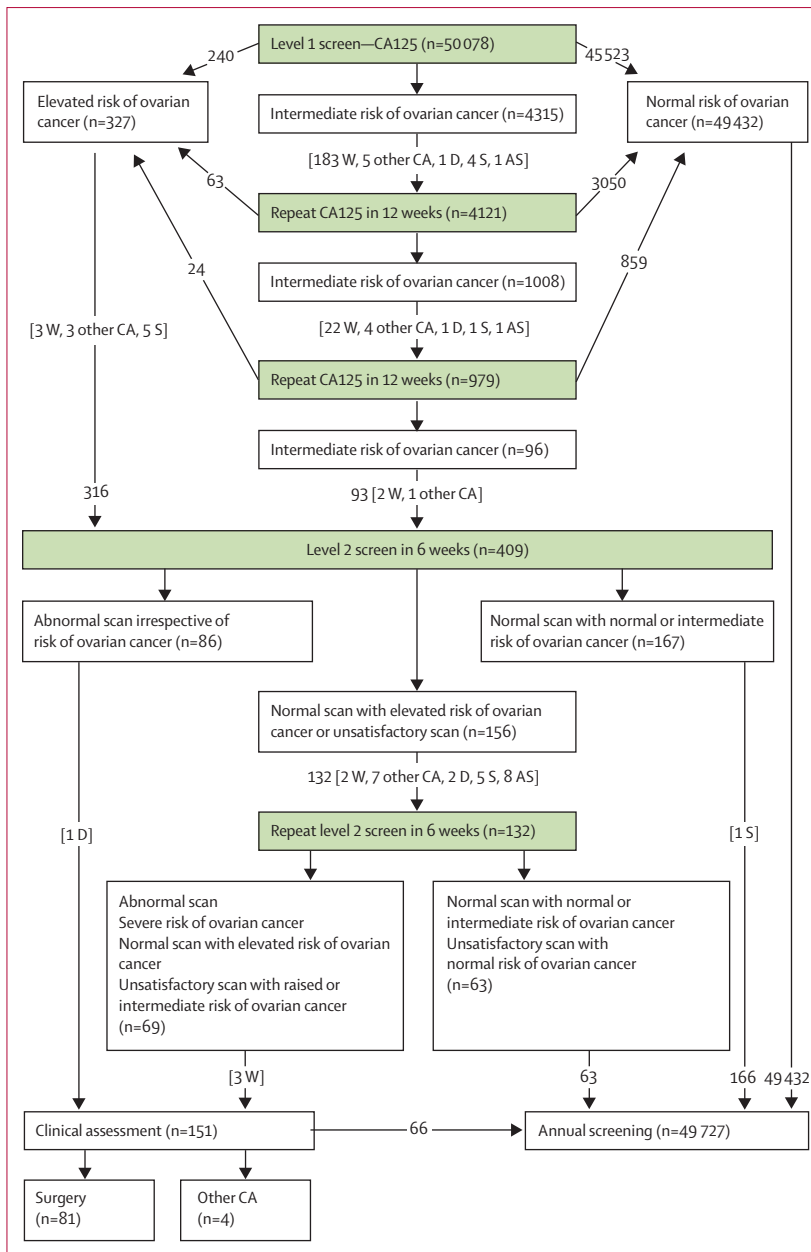 Level 1 screen—CA125 (n=50 078)
240
45 523
Elevated risk of ovarian
cancer (n=327)
Intermediate risk of ovarian cancer (n=4315)
Normal risk of ovarian
cancer (n=49 432)
[183 W, 5 other CA, 1 D, 4 S, 1 AS]
63
3050
Repeat CA125 in 12 weeks (n=4121)
24
859
Intermediate risk of ovarian cancer (n=1008)
[3 W, 3 other CA, 5 S]
[22 W, 4 other CA, 1 D, 1 S, 1 AS]
Repeat CA125 in 12 weeks (n=979)
Intermediate risk of ovarian cancer (n=96)
316
93 [2 W, 1 other CA]
Level 2 screen in 6 weeks (n=409)
Abnormal scan irrespective of
risk of ovarian cancer (n=86)
Normal scan with normal or intermediate
risk of ovarian cancer (n=167)
Normal scan with elevated risk of ovarian
cancer or unsatisfactory scan (n=156)
132 [2 W, 7 other CA, 2 D, 5 S, 8 AS]
[1 D]
Repeat level 2 screen in 6 weeks (n=132)
[1 S]
Abnormal scan
Severe risk of ovarian cancer
Normal scan with elevated risk of ovarian
cancer
Unsatisfactory scan with raised or
intermediate risk of ovarian cancer
(n=69)
Normal scan with normal or
intermediate risk of ovarian cancer
Unsatisfactory scan with
normal risk of ovarian cancer
(n=63)
[3 W]
63
166
49 432
Clinical assessment (n=151)
66
Annual screening (n=49 727)
Surgery
(n=81)
Other CA
(n=4)